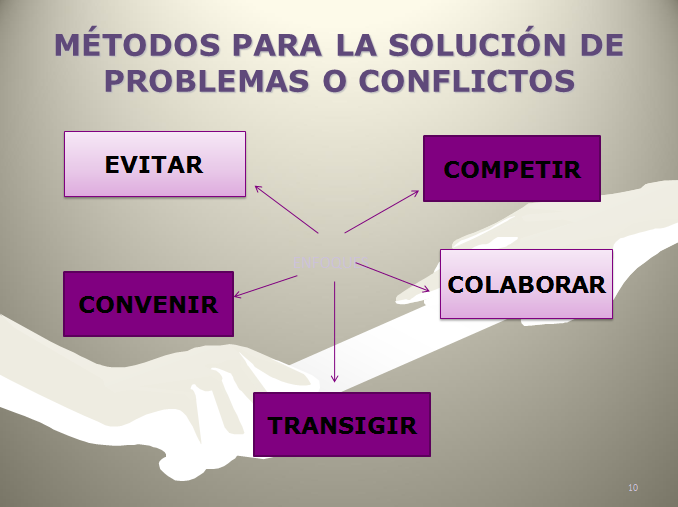 MÉTODOS PARA LA SOLUCIÓN DE
PROBLEMAS O CONFLICTOS
EVITAR
COMPETIR
COLABORAR
CONVENIR
TRANSIGIR
10